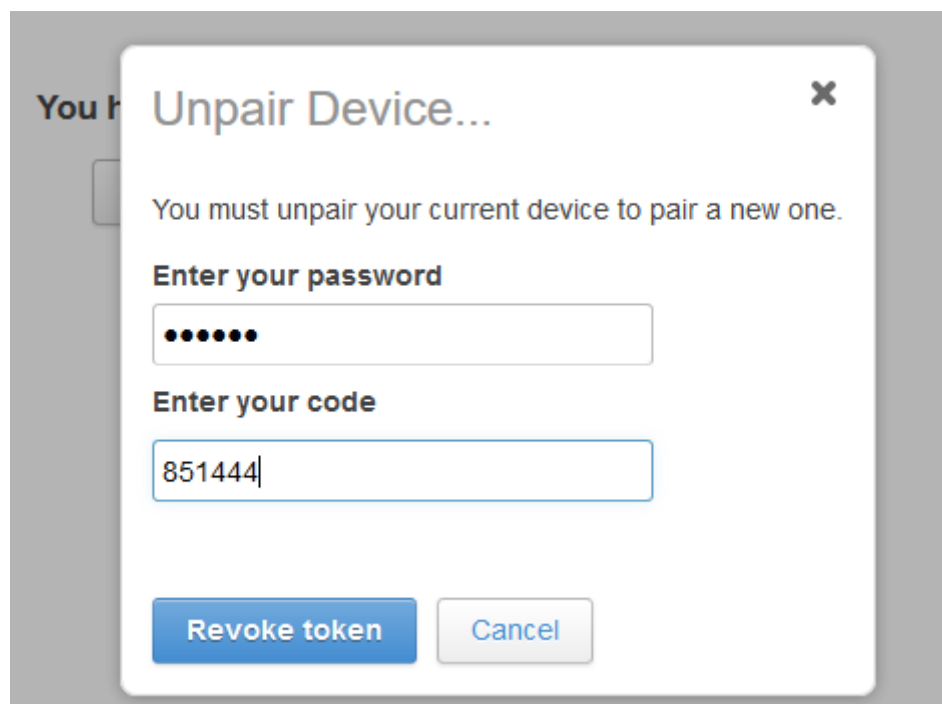 You h
Unpair Device...
You must unpair your current device to pair a new one.
Enter your password
••••••
Enter your code
851444
Revoke token
Cancel